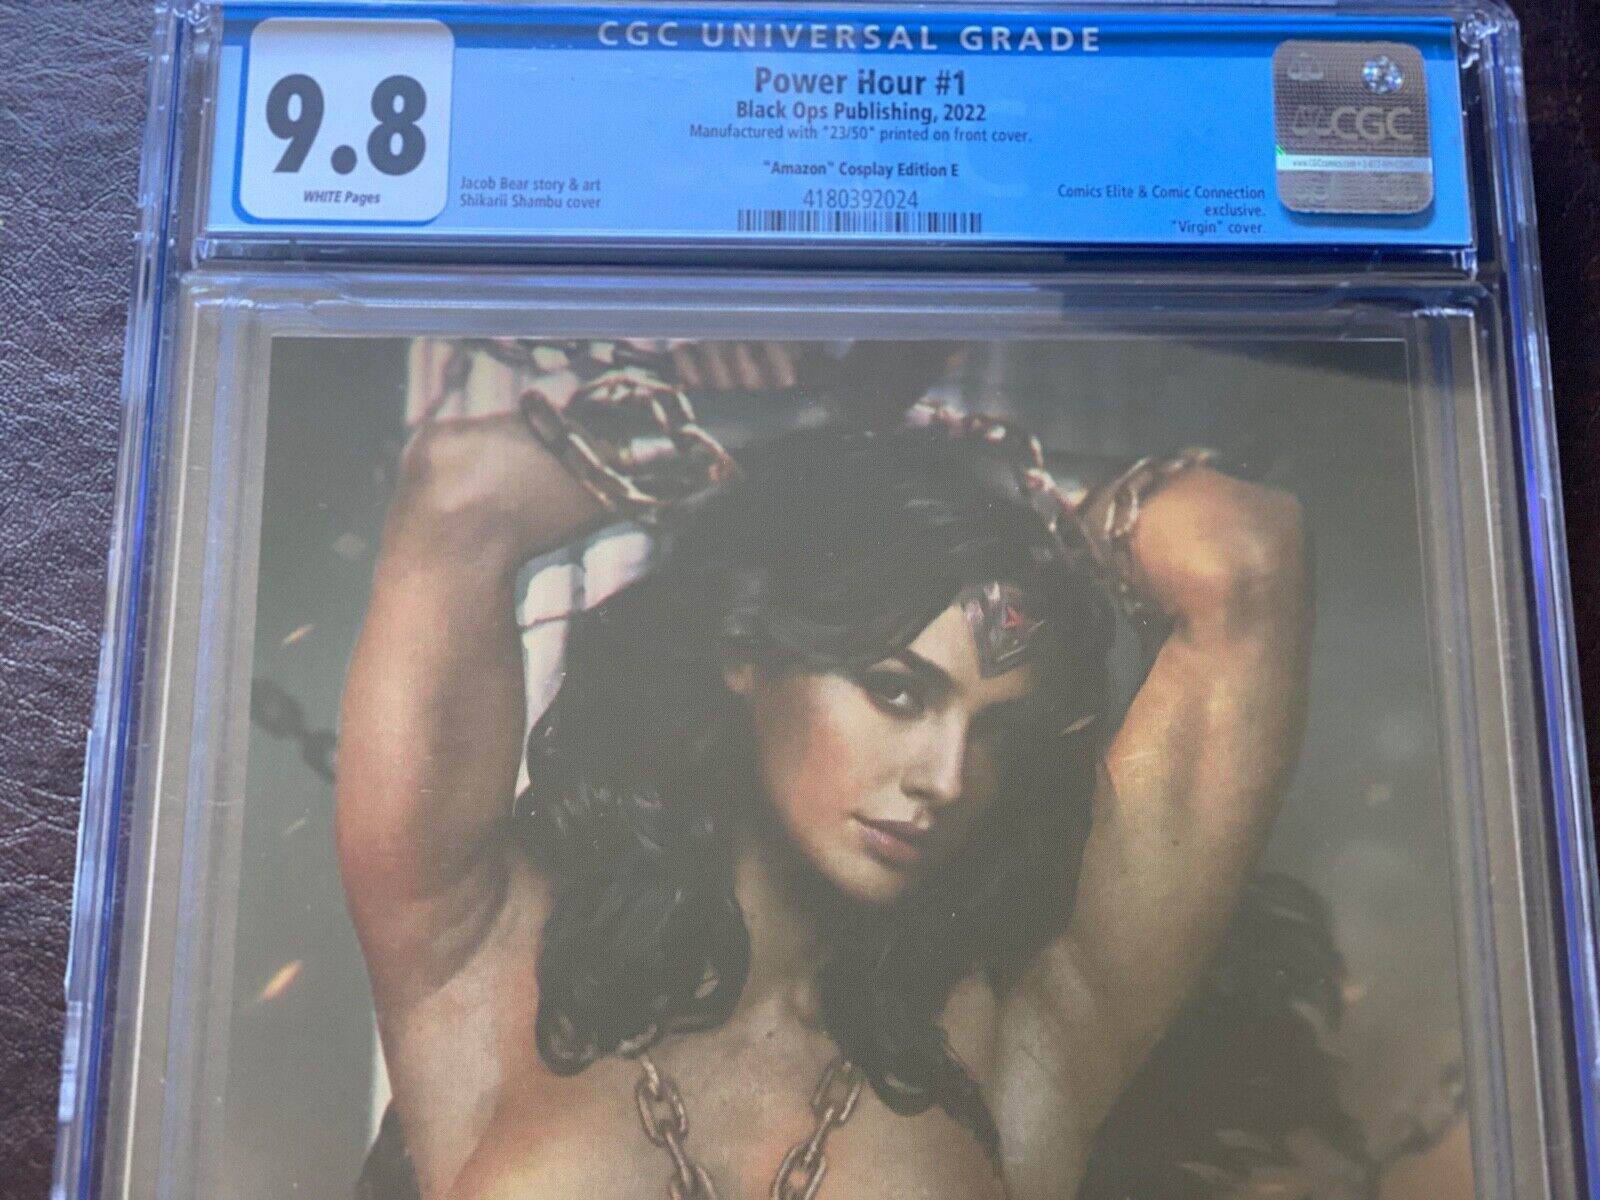 CGC UNIVERSAL GRADE
9.8
WHITE Pages
Power Hour #1
Black Ops Publishing, 2022
Manufactured with "23/50" printed on front cover.
"Amazon" Cosplay Edition E
4180392024
Jacob Bear story & art
Shikarii Shambu cover
Comics Elite & Comic Connection
exclusive.
"Virgin" cover.
CGC